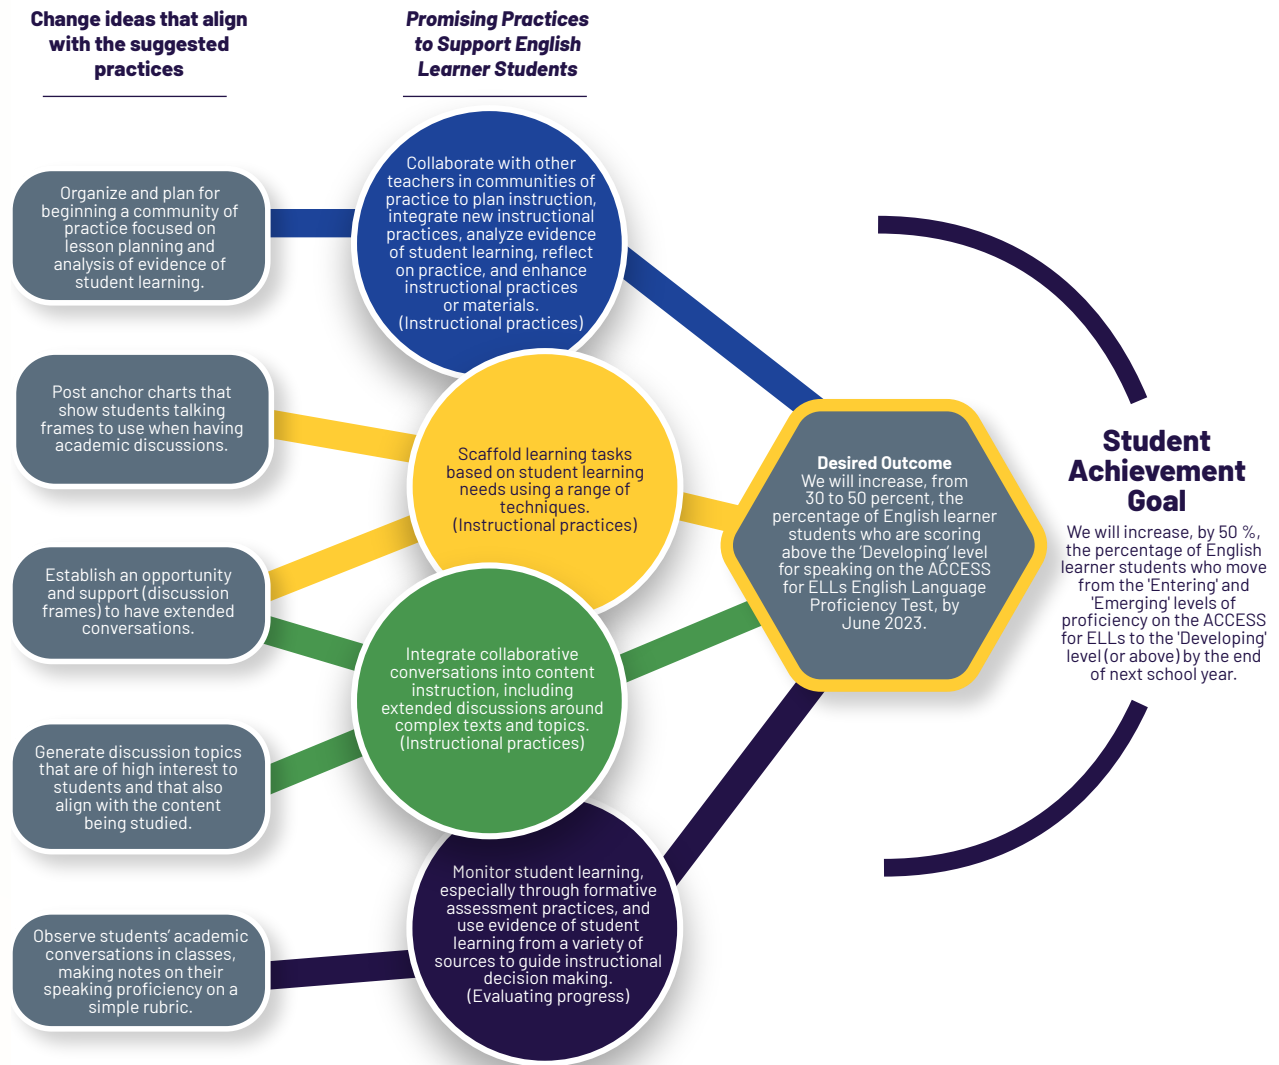 Change ideas that align
with the suggested
practices
Promising Practices
to Support English
Learner Students
Organize and plan for
beginning a community of
practice focused on
lesson planning and
analysis of evidence of
student learning.
Post anchor charts that
show students talking
frames to use when having
academic discussions.
Establish an opportunity
and support (discussion
frames) to have extended
conversations.
Generate discussion topics
that are of high interest to
students and that also
align with the content
being studied.
Observe students’ academic
conversations in classes,
making notes on their
speaking proficiency on a
simple rubric.
Collaborate with other
teachers in communities of
practice to plan instruction,
integrate new instructional
practices, analyze evidence
of student learning, reflect
on practice, and enhance
instructional practices
or materials.
(Instructional practices)
Scaffold learning tasks
based on student learning
needs using a range of
techniques.
(Instructional practices)
Integrate collaborative
conversations into content
instruction, including
extended discussions around
complex texts and topics.
(Instructional practices)
Monitor student learning,
especially through formative
assessment practices, and
use evidence of student
learning from a variety of
sources to guide instructional
decision making.
(Evaluating progress)
Desired Outcome
We will increase, from
30 to 50 percent, the
percentage of English learner
students who are scoring
above the ‘Developing’ level
for speaking on the ACCESS
for ELLs English Language
Proficiency Test, by
June 2023.
Student
Achievement
Goal
We will increase, by 50 %,
the percentage of English
learner students who move
from the 'Entering' and
'Emerging' levels of
proficiency on the ACCESS
for ELLs to the 'Developing'
level (or above) by the end
of next school year.